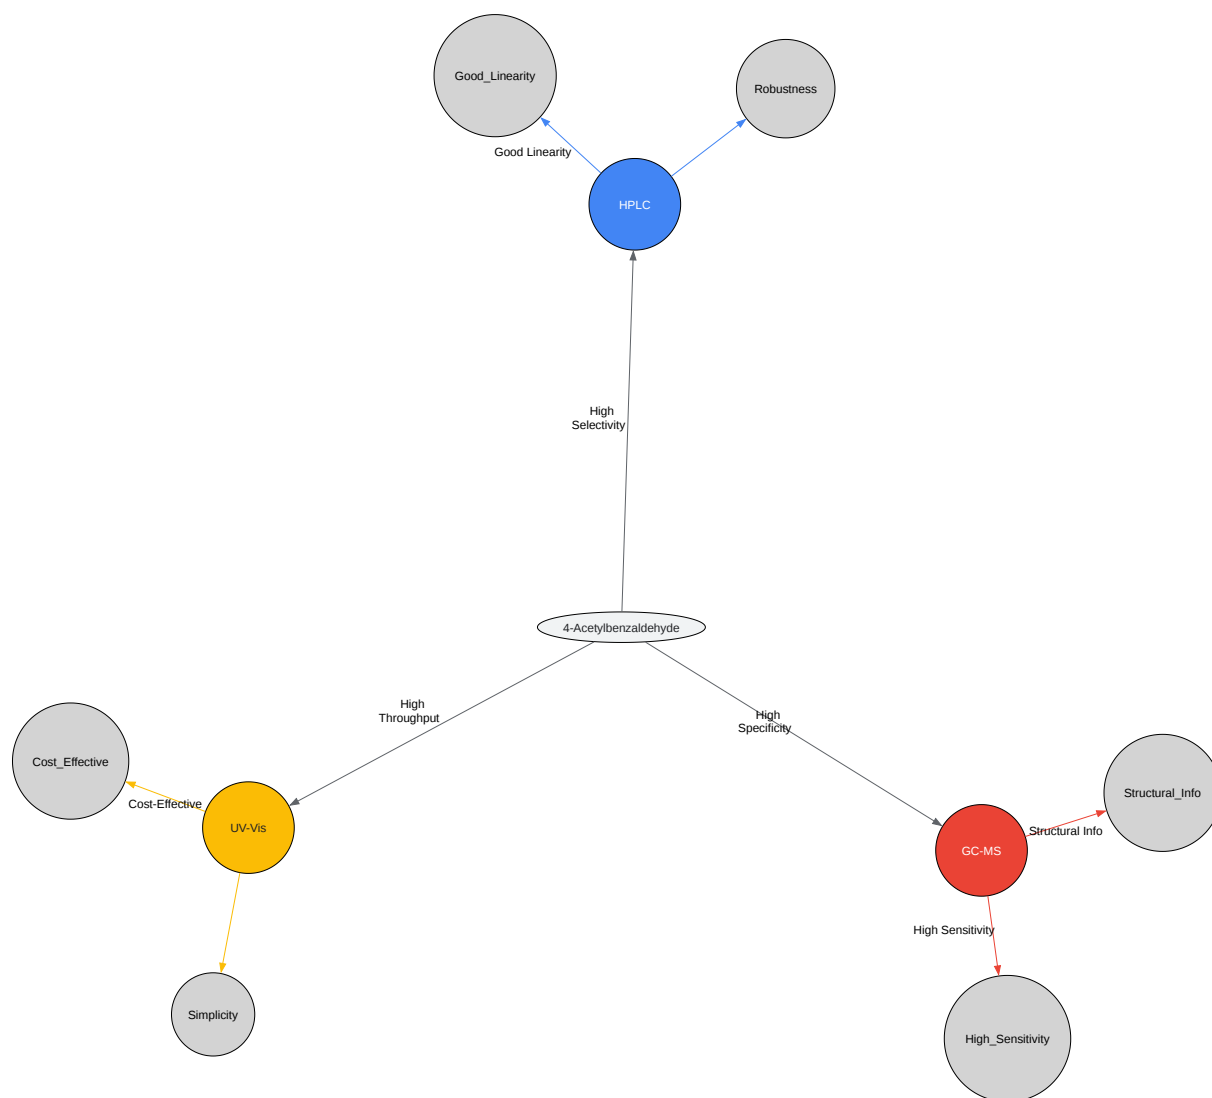 Good_Linearity
Robustness
Good Linearity
HPLC
High
Selectivity
4-Acetylbenzaldehyde
High
Throughput
High
Specificity
Cost_Effective
Cost-Effective
UV-Vis
Structural_Info
Structural Info
GC-MS
High Sensitivity
Simplicity
High_Sensitivity